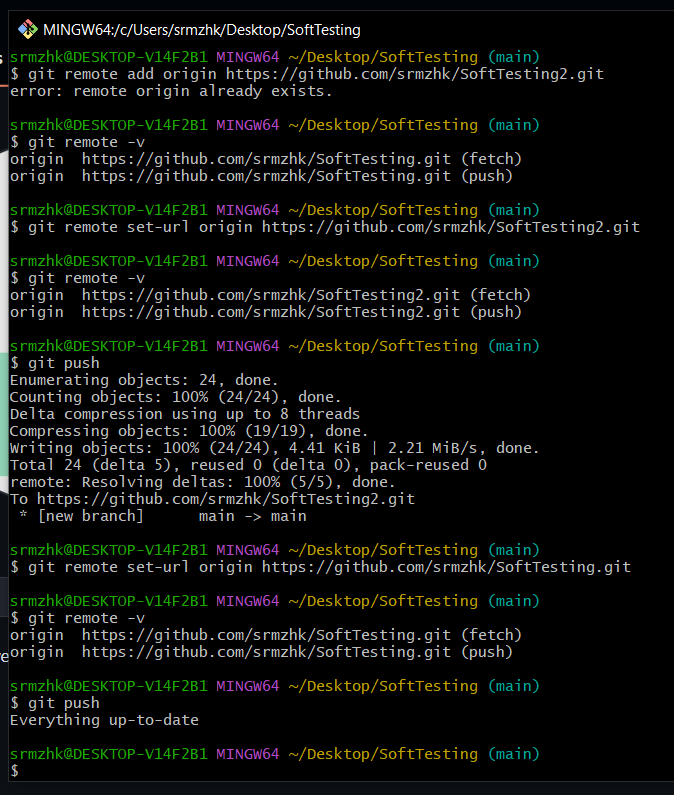 MINGW64:/c/Users/srmzhk/Desktop/SoftTesting
srmzhk@DESKTOP-V14F2B1 MINGW64 ~/Desktop/SoftTesting (main)
$ git remote add origin https://github.com/srmzhk/SoftTesting2.git
error: remote origin already exists.
srmzhk@DESKTOP-V14F2B1 MINGW64 ~/Desktop/SoftTesting (main)
$ git remote -v
origin  https://github.com/srmzhk/SoftTesting.git (fetch)
origin  https://github.com/srmzhk/SoftTesting.git (push)
srmzhk@DESKTOP-V14F2B1 MINGW64 ~/Desktop/SoftTesting (main)
$ git remote set-url origin https://github.com/srmzhk/SoftTesting2.git
srmzhk@DESKTOP-V14F2B1 MINGW64 ~/Desktop/SoftTesting (main)
$ git remote -v
origin  https://github.com/srmzhk/SoftTesting2.git (fetch)
origin  https://github.com/srmzhk/SoftTesting2.git (push)
srmzhk@DESKTOP-V14F2B1 MINGW64 ~/Desktop/SoftTesting (main)
$ git push
Enumerating objects: 24, done.
Counting objects: 100% (24/24), done.
Delta compression using up to 8 threads
Compressing objects: 100% (19/19), done.
Writing objects: 100% (24/24), 4.41 KiB | 2.21 MiB/s, done.
Total 24 (delta 5), reused 0 (delta 0), pack-reused 0
remote: Resolving deltas: 100% (5/5), done.
To https://github.com/srmzhk/SoftTesting2.git
 * [new branch]      main -> main
srmzhk@DESKTOP-V14F2B1 MINGW64 ~/Desktop/SoftTesting (main)
$ git remote set-url origin https://github.com/srmzhk/SoftTesting.git
srmzhk@DESKTOP-V14F2B1 MINGW64 ~/Desktop/SoftTesting (main)
$ git remote -v
origin  https://github.com/srmzhk/SoftTesting.git (fetch)
origin  https://github.com/srmzhk/SoftTesting.git (push)
srmzhk@DESKTOP-V14F2B1 MINGW64 ~/Desktop/SoftTesting (main)
$ git push
Everything up-to-date
srmzhk@DESKTOP-V14F2B1 MINGW64 ~/Desktop/SoftTesting (main)
$